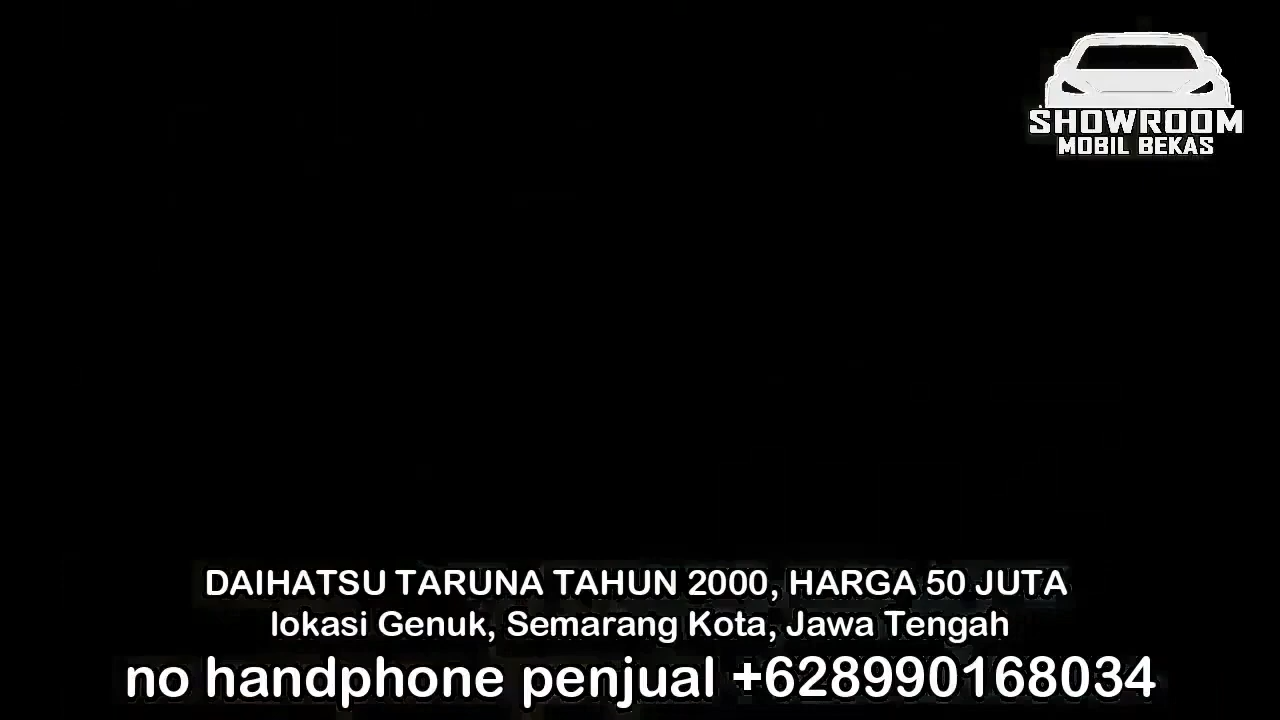 SHOWROOM
MOBIL BEKAS
DAIHATSU TARUNA TAHUN 2000, HARGA 50 JUTA
lokasi Genuk, Semarang Kota, Jawa Tengah
no handphone penjual +628990168034